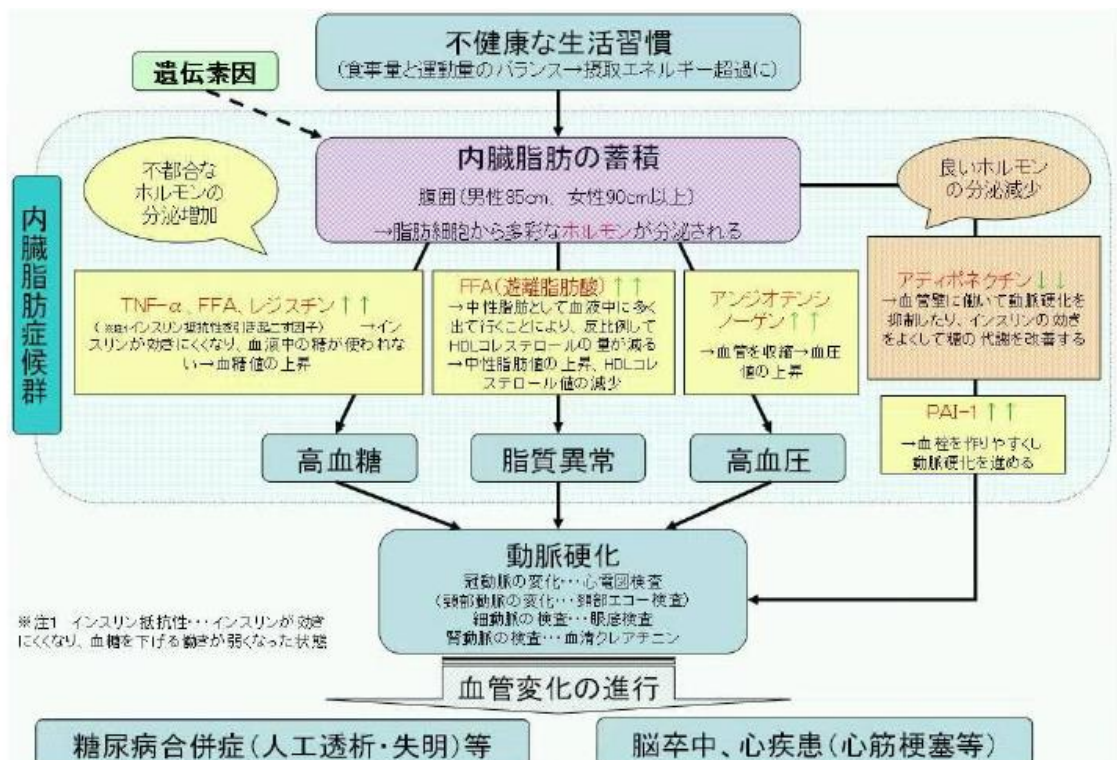 不健康な生活習慣
(食事量と運動量のバランス→摂取エネルギー超過に)
遺伝素因
内臓脂肪症候群
不都合な
ホルモンの
分泌増加
内臓脂肪の蓄積
腹囲(男性85cm、女性90cm以上)
→脂肪細胞から多彩なホルモンが分泌される
良いホルモン
の分泌減少
TNF-α、FFA、レジスチン↑↑
(※注1インスリン抵抗性を引き起こす因子) →イン
スリンが効きにくくなり、血液中の糖が使われな
い→血糖値の上昇
FFA(遊離脂肪酸)↑↑
→中性脂肪として血液中に多く
出て行くことにより、反比例して
HDLコレステロールの量が減る
→中性脂肪値の上昇、HDLコレ
ステロール値の減少
アンジオテンシ
ノーゲン↑↑
→血管を収縮→血圧
値の上昇
アディポネクチン↓↓
→血管壁に働いて動脈硬化を
抑制したり、インスリンの効き
をよくして糖の代謝を改善する
PAI-1↑↑
→血栓を作りやすくし
動脈硬化を進める
高血糖
脂質異常
高血圧
動脈硬化
冠動脈の変化…心電図検査
(頸部動脈の変化…頸部エコー検査)
細動脈の検査…眼底検査
腎動脈の検査…血清クレアチニン
※注1 インスリン抵抗性…インスリンが効き
にくくなり、血糖を下げる働きが弱くなった状態
血管変化の進行
糖尿病合併症(人工透析・失明)等
脳卒中、心疾患(心筋梗塞等)